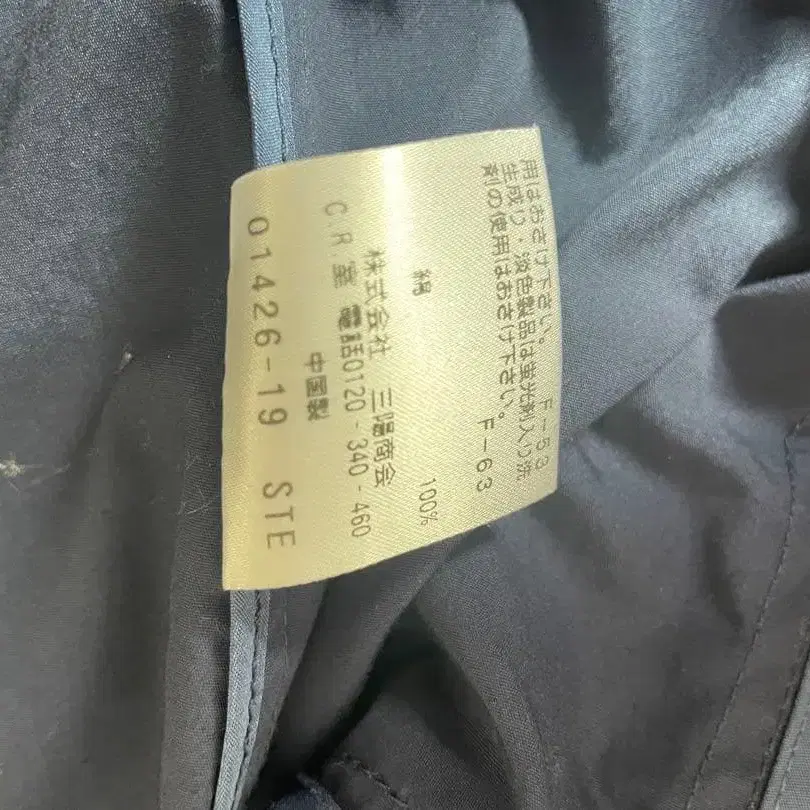 用はおさけ下さい。 F-53
生成り・淡色製品は蛍光剤入り洗
剤の使用はおさけ下さい。 F-63
綿 100%
株式会社 三陽商会
C.R.室 電話0120-340-460
中国製
01426-19 STE